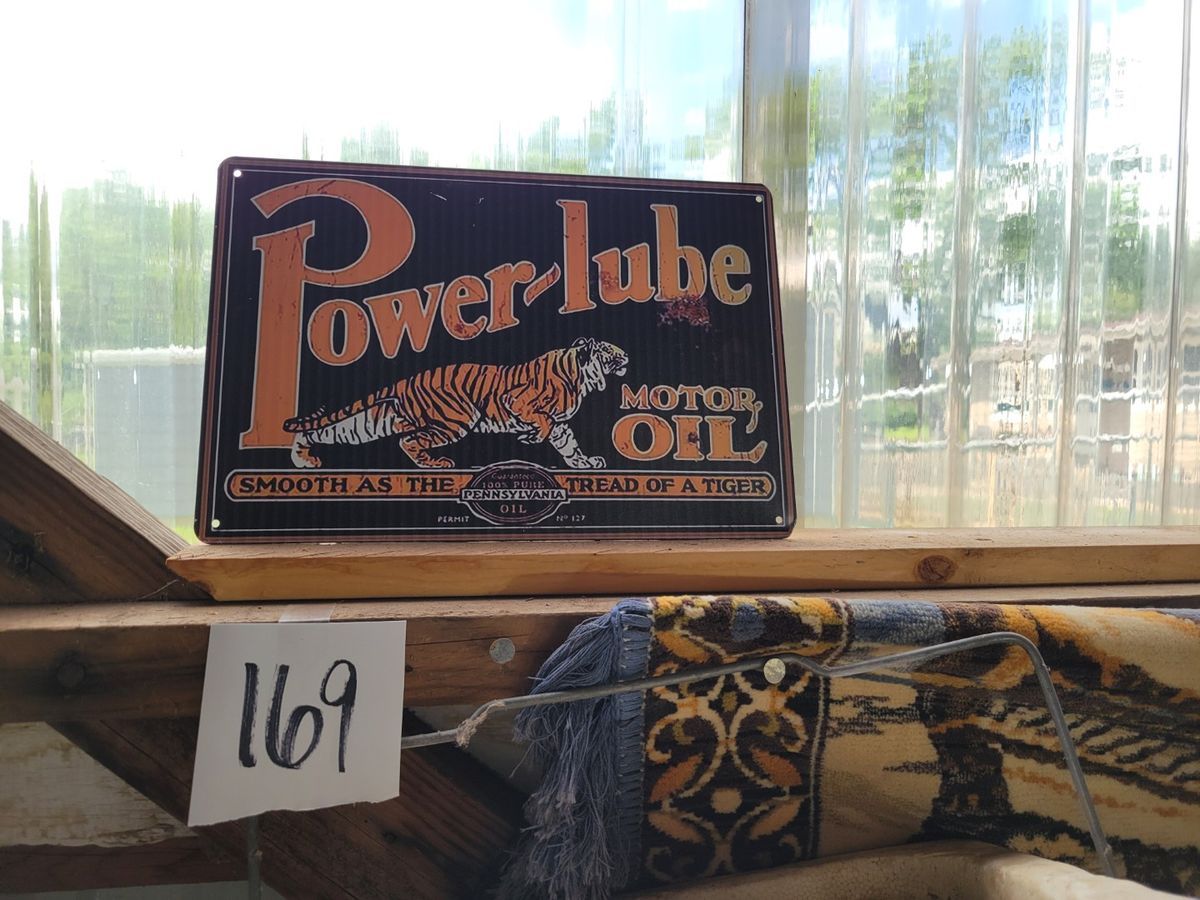 Power-lube
MOTOR
OIL
SMOOTH AS THE TREAD OF A TIGER
Guaranteed
100% PURE
PENNSYLVANIA
OIL
PERMIT Nº 127
169